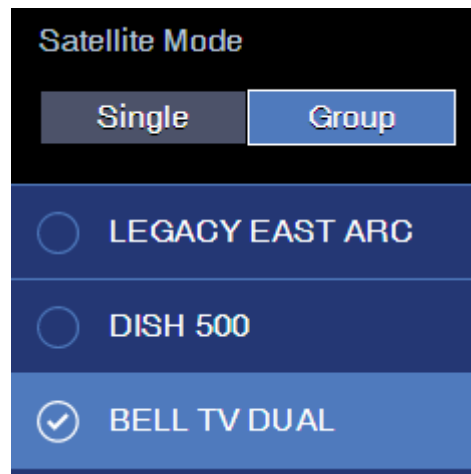 Satellite Mode
Single Group
LEGACY EAST ARC
DISH 500
BELL TV DUAL